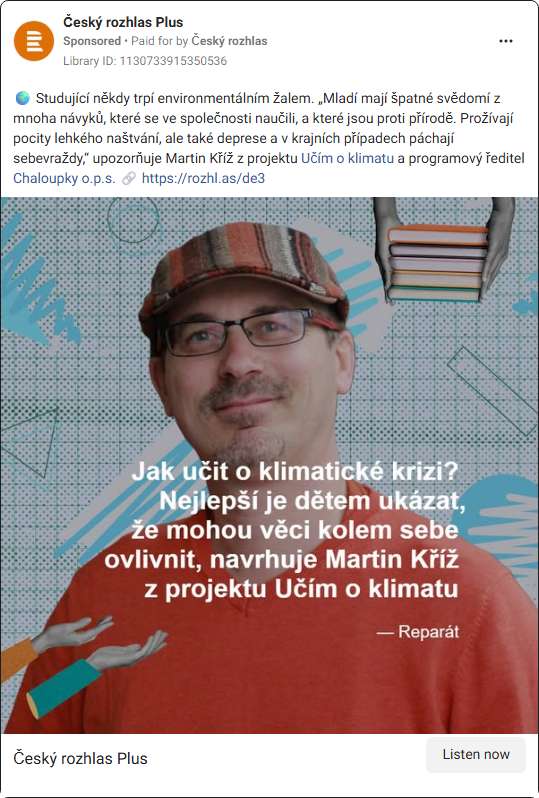 Český rozhlas Plus
Sponsored • Paid for by Český rozhlas
Library ID: 1130733915350536
🌏 Studující někdy trpí environmentálním žalem. „Mladí mají špatné svědomí z
mnoha návyků, které se ve společnosti naučili, a které jsou proti přírodě. Prožívají
pocity lehkého naštvání, ale také deprese a v krajních případech páchají
sebevraždy,“ upozorňuje Martin Kříž z projektu Učím o klimatu a programový ředitel
Chaloupky o.p.s. 🔗 https://rozhl.as/de3
Jak učit o klimatické krizi?
Nejlepší je dětem ukázat,
že mohou věci kolem sebe
ovlivnit, navrhuje Martin Kříž
z projektu Učím o klimatu
— Reparát
Český rozhlas Plus
Listen now